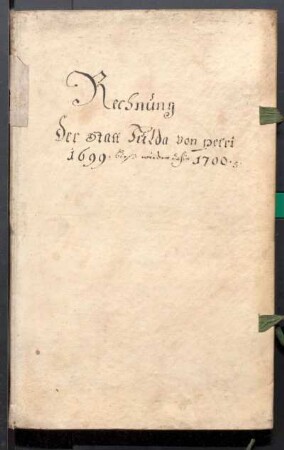 Rechnung
Der Statt Fulda von petri
1699. biß wieder dahin 1700.